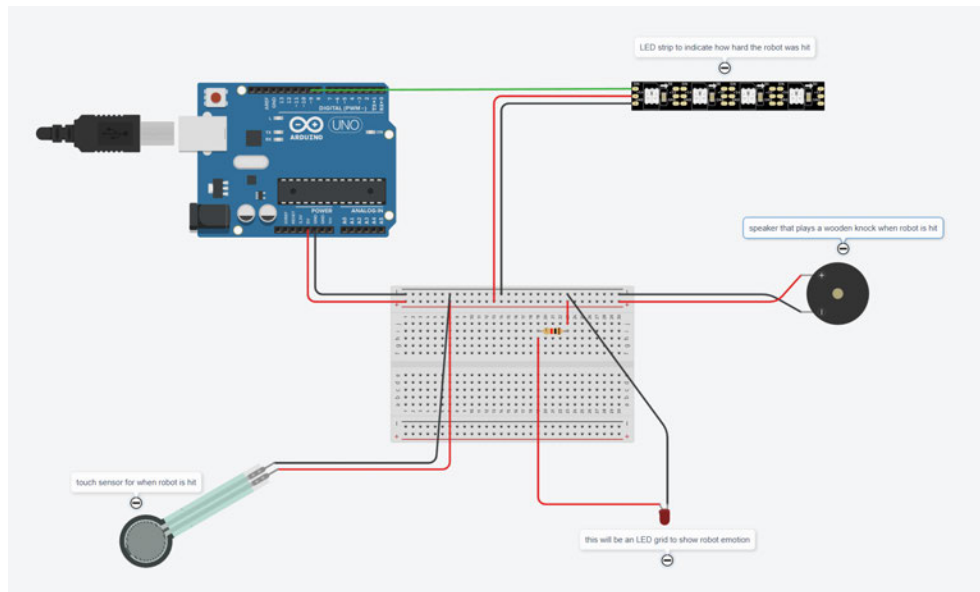 LED strip to indicate how hard the robot was hit
DIGITAL (PWM~)
UNO
ARDUINO
POWER
ANALOG IN
speaker that plays a wooden knock when robot is hit
touch sensor for when robot is hit
this will be an LED grid to show robot emotion